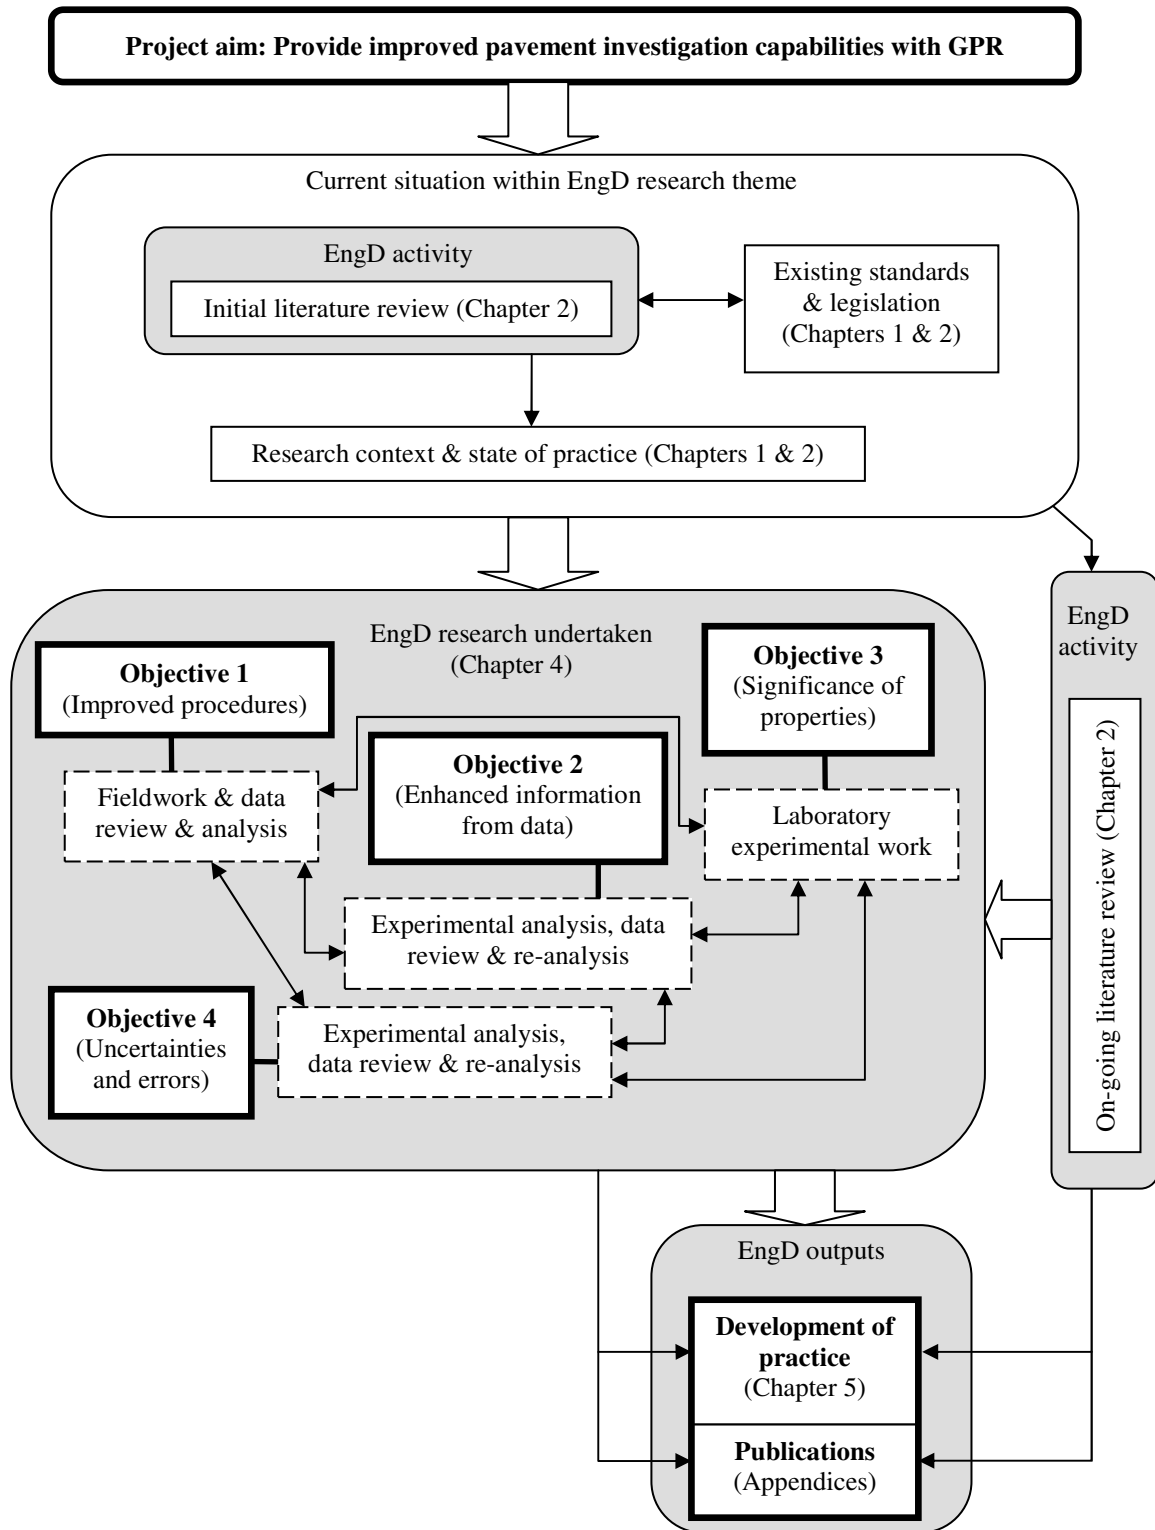 Project aim: Provide improved pavement investigation capabilities with GPR
Current situation within EngD research theme
EngD activity
Initial literature review (Chapter 2)
Existing standards
& legislation
(Chapters 1 & 2)
Research context & state of practice (Chapters 1 & 2)
EngD research undertaken
(Chapter 4)
Objective 1
(Improved procedures)
Fieldwork & data
review & analysis
Objective 2
(Enhanced information
from data)
Experimental analysis, data
review & re-analysis
Objective 3
(Significance of
properties)
Laboratory
experimental work
Objective 4
(Uncertainties
and errors)
Experimental analysis,
data review & re-analysis
EngD
activity
On-going literature review (Chapter 2)
EngD outputs
Development of
practice
(Chapter 5)
Publications
(Appendices)